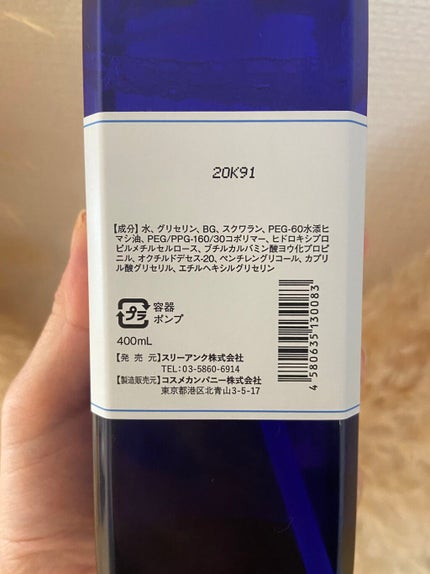 20K91
【成分】水、グリセリン、BG、スクワラン、PEG-60水添ヒ
マシ油、PEG/PPG-160/30コポリマー、ヒドロキシプロ
ピルメチルセルロース、ブチルカルバミン酸ヨウ化プロピ
ニル、オクチルドデセス-20、ペンチレングリコール、カプリ
ル酸グリセリル、エチルヘキシルグリセリン
プラ
容器
ポンプ
400mL
【発売元】スリーアンク株式会社
TEL:03-5860-6914
【製造販売元】コスメカンパニー株式会社
東京都港区北青山3-5-17
4580635130083